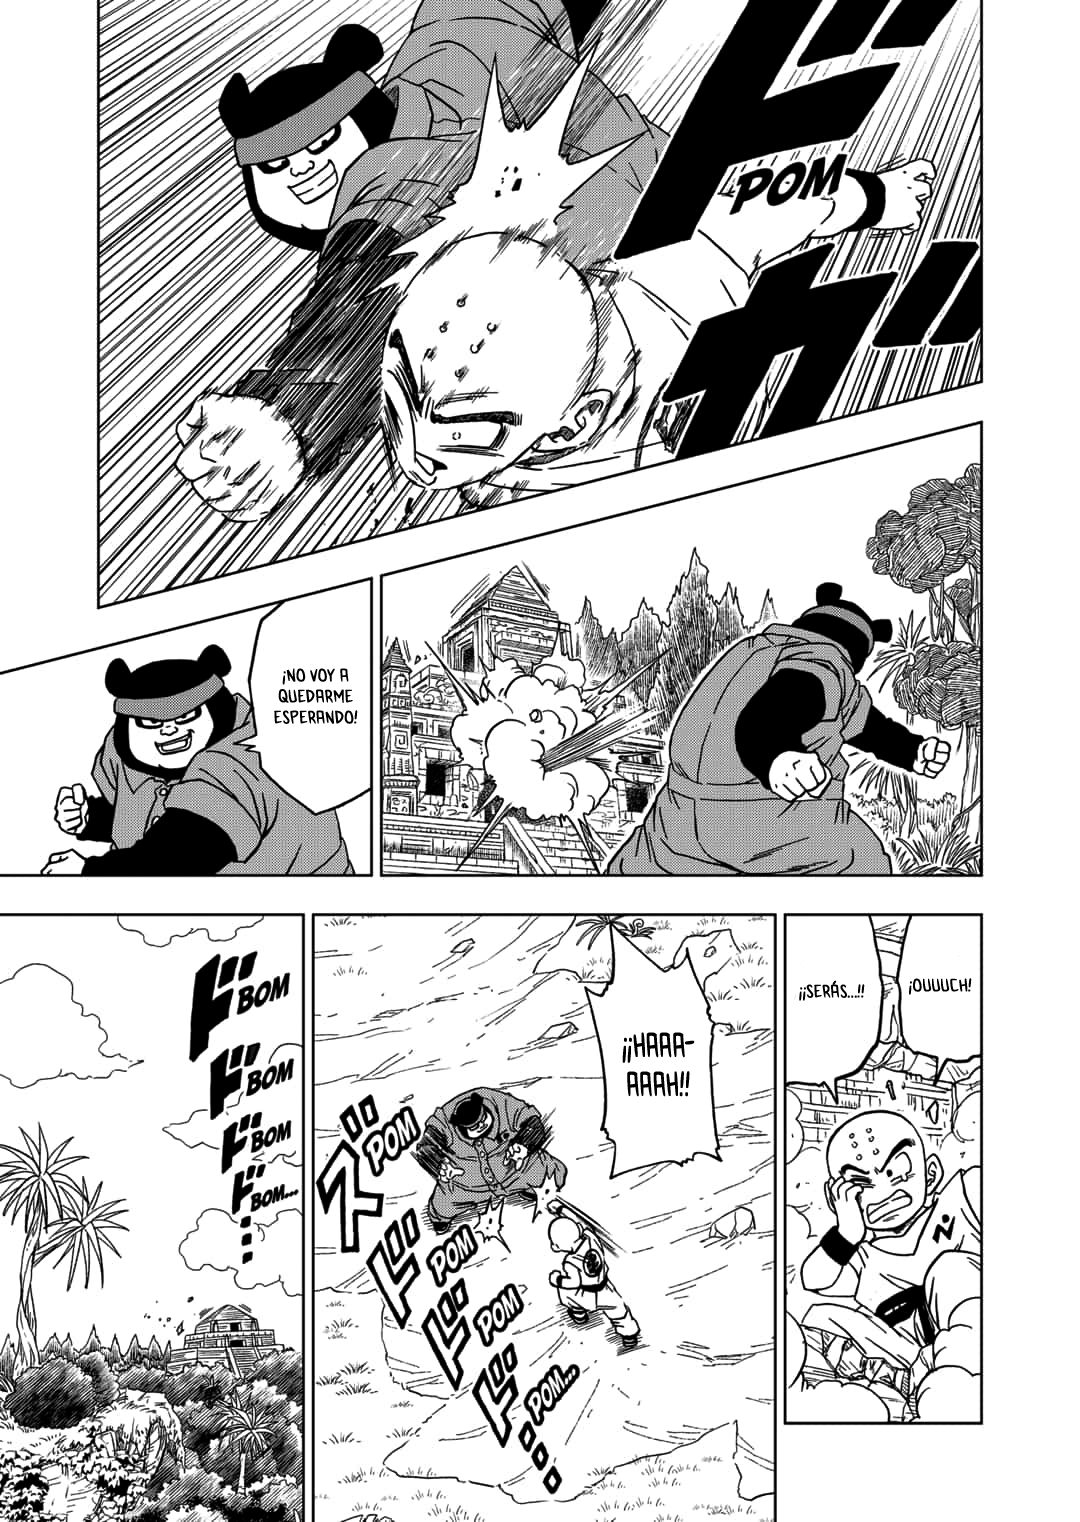 ドガ
POM
¡NO VOY A
QUEDARME
ESPERANDO!
¡OUUUCH!
¡¡SERÁS...!!
¡¡HAAA-
AAAH!!
ズドドド...
POM
POM
POM
POM...
ドドドド...
BOM
BOM
BOM
BOM...